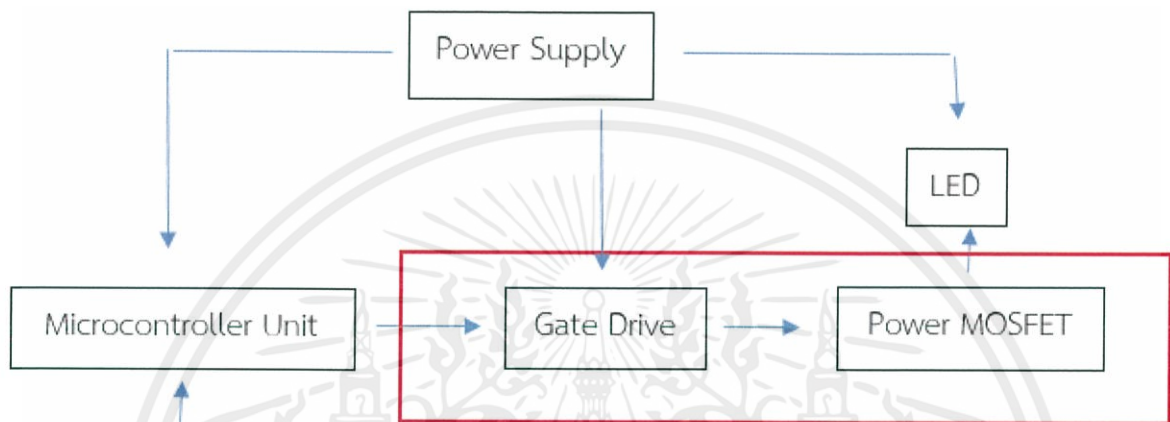 Power Supply
LED
Microcontroller Unit
Gate Drive
Power MOSFET